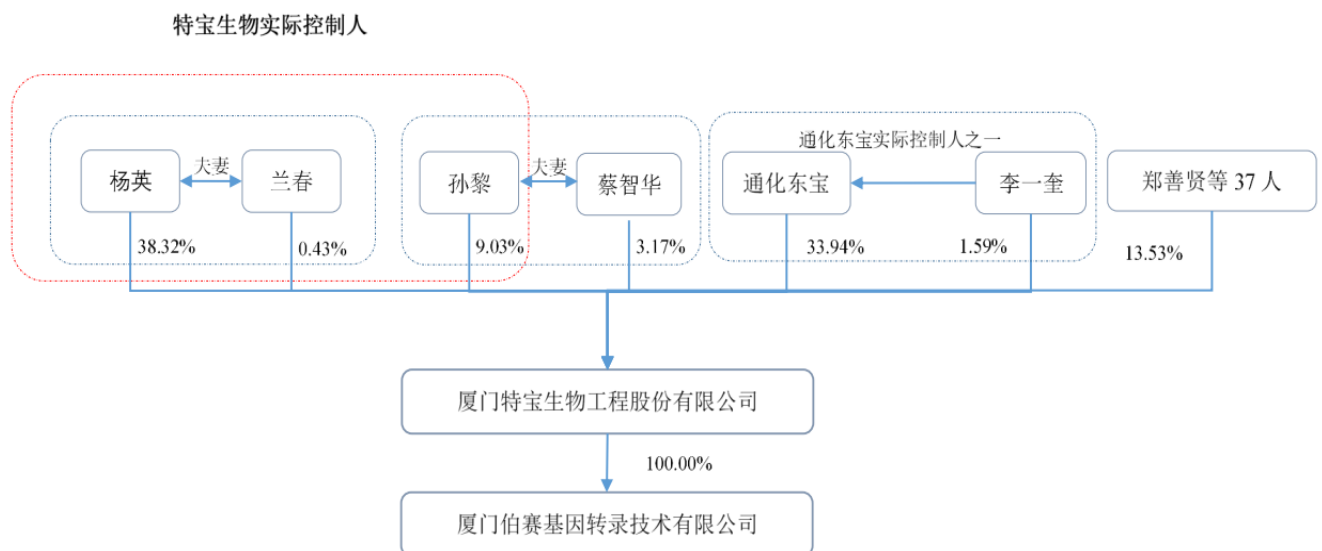 特宝生物实际控制人
通化东宝实际控制人之一
杨英
夫妻
兰春
孙黎
夫妻
蔡智华
通化东宝
李一奎
郑善贤等 37 人
38.32%
0.43%
9.03%
3.17%
33.94%
1.59%
13.53%
厦门特宝生物工程股份有限公司
100.00%
厦门伯赛基因转录技术有限公司